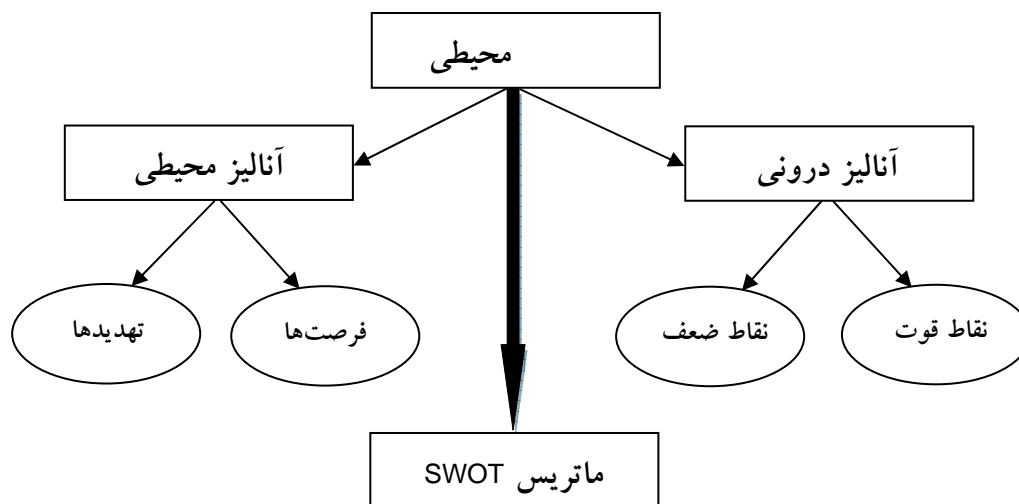 محیطی
آنالیز درونی
آنالیز محیطی
نقاط قوت
نقاط ضعف
فرصت‌ها
تهدیدها
ماتریس SWOT